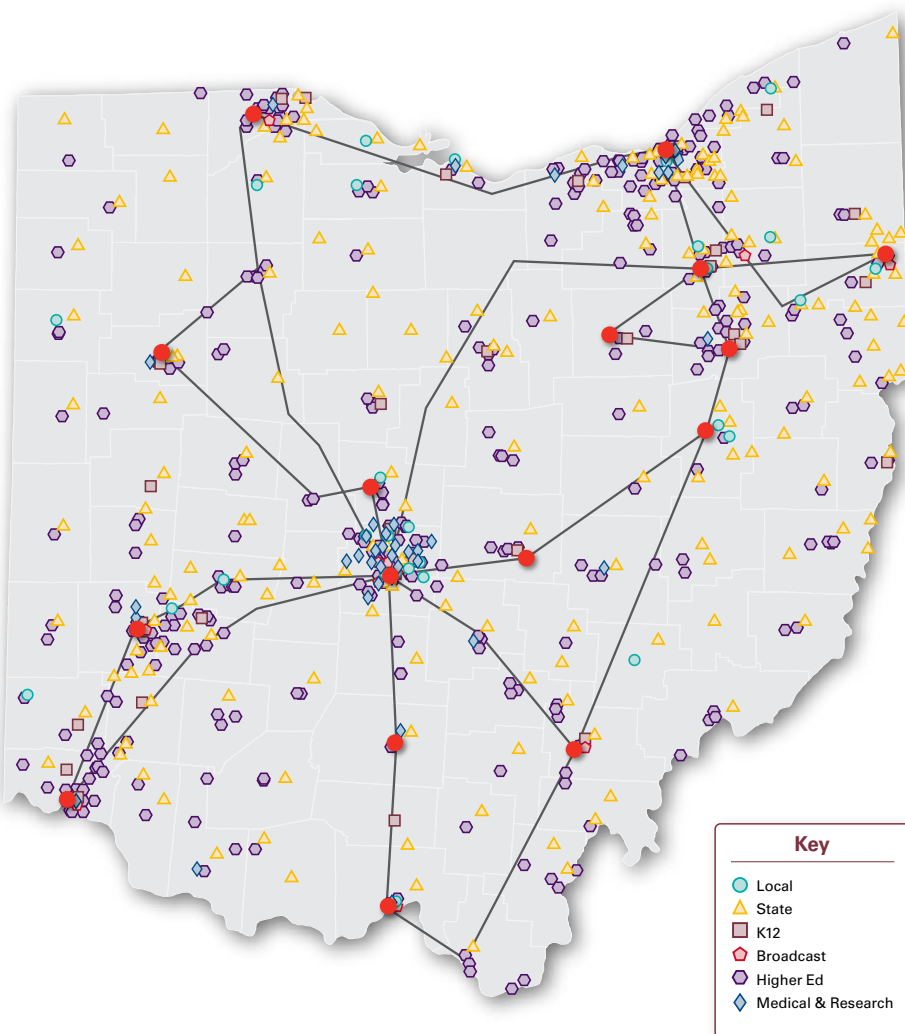 Key
Local
State
K12
Broadcast
Higher Ed
Medical & Research